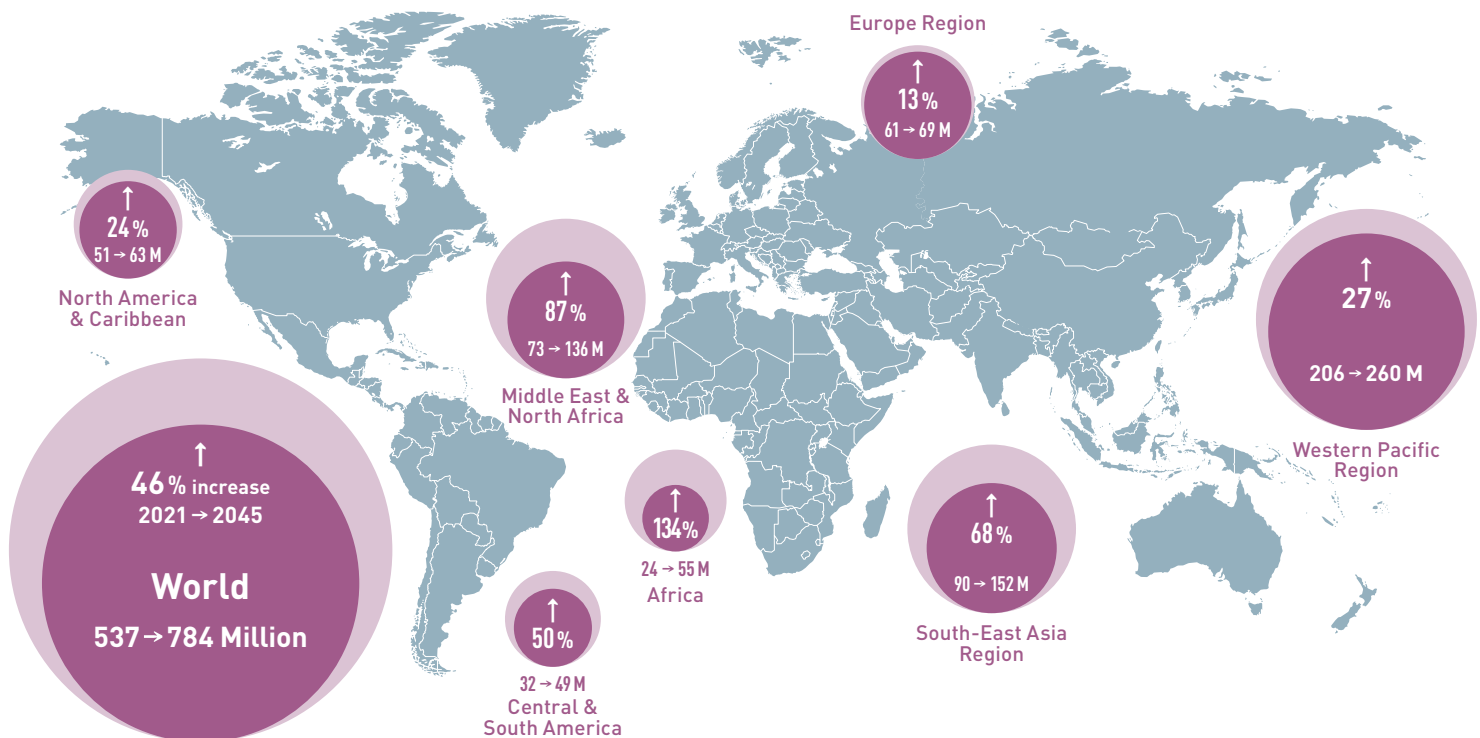 Europe Region
↑
13 %
61 → 69 M
↑
24 %
51 → 63 M
North America
& Caribbean
↑
87 %
73 → 136 M
Middle East &
North Africa
↑
27 %
206 → 260 M
Western Pacific
Region
↑
46 % increase
2021 → 2045
World
537 → 784 Million
↑
134 %
24 → 55 M
Africa
↑
68 %
90 → 152 M
South-East Asia
Region
↑
50 %
32 → 49 M
Central &
South America